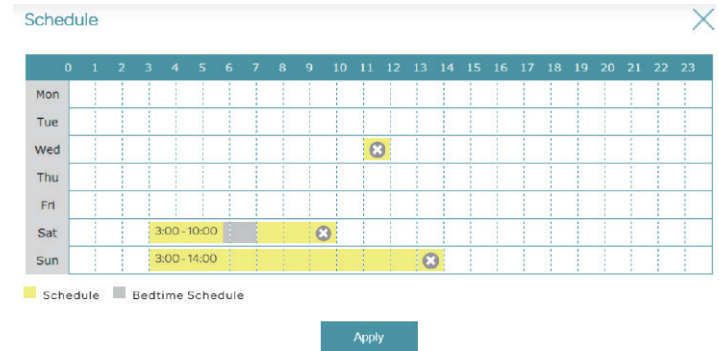 Schedule
0 1 2 3 4 5 6 7 8 9 10 11 12 13 14 15 16 17 18 19 20 21 22 23
Mon
Tue
Wed
Thu
Fri
Sat 3:00 - 10:00
Sun 3:00 - 14:00
Schedule Bedtime Schedule
Apply